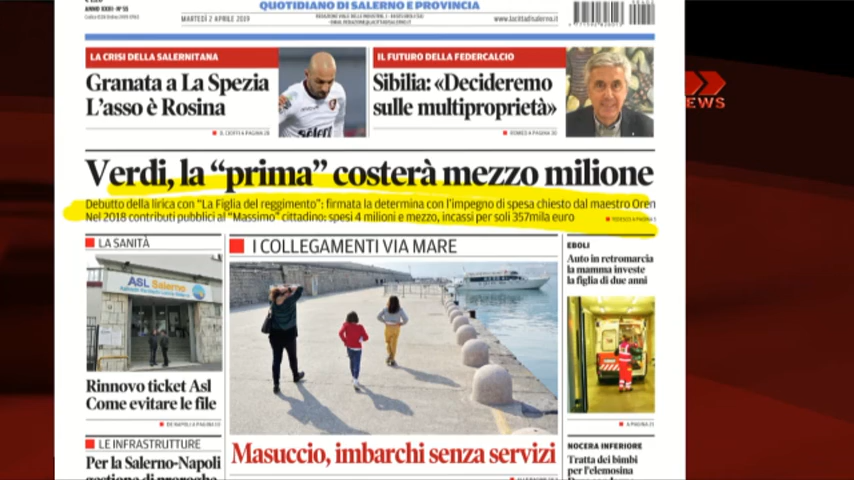 QUOTIDIANO DI SALERNO E PROVINCIA
ANNO XXIII - N° 55
MARTEDÌ 2 APRILE 2019
www.lacittadisalerno.it
LA CRISI DELLA SALERNITANA
Granata a La Spezia
L'asso è Rosina
IL FUTURO DELLA FEDERCALCIO
Sibilia: «Decideremo
sulle multiproprietà»
NEWS
Verdi, la "prima" costerà mezzo milione
Debutto della lirica con "La Figlia del reggimento": firmata la determina con l'impegno di spesa chiesto dal maestro Oren
Nel 2018 contributi pubblici al "Massimo" cittadino: spesi 4 milioni e mezzo, incassi per soli 357mila euro
LA SANITÀ
ASL Salerno
Rinnovo ticket Asl
Come evitare le file
LE INFRASTRUTTURE
Per la Salerno-Napoli
I COLLEGAMENTI VIA MARE
Masuccio, imbarchi senza servizi
EBOLI
Auto in retromarcia
la mamma investe
la figlia di due anni
NOCERA INFERIORE
Tratta dei bimbi
per l'elemosina